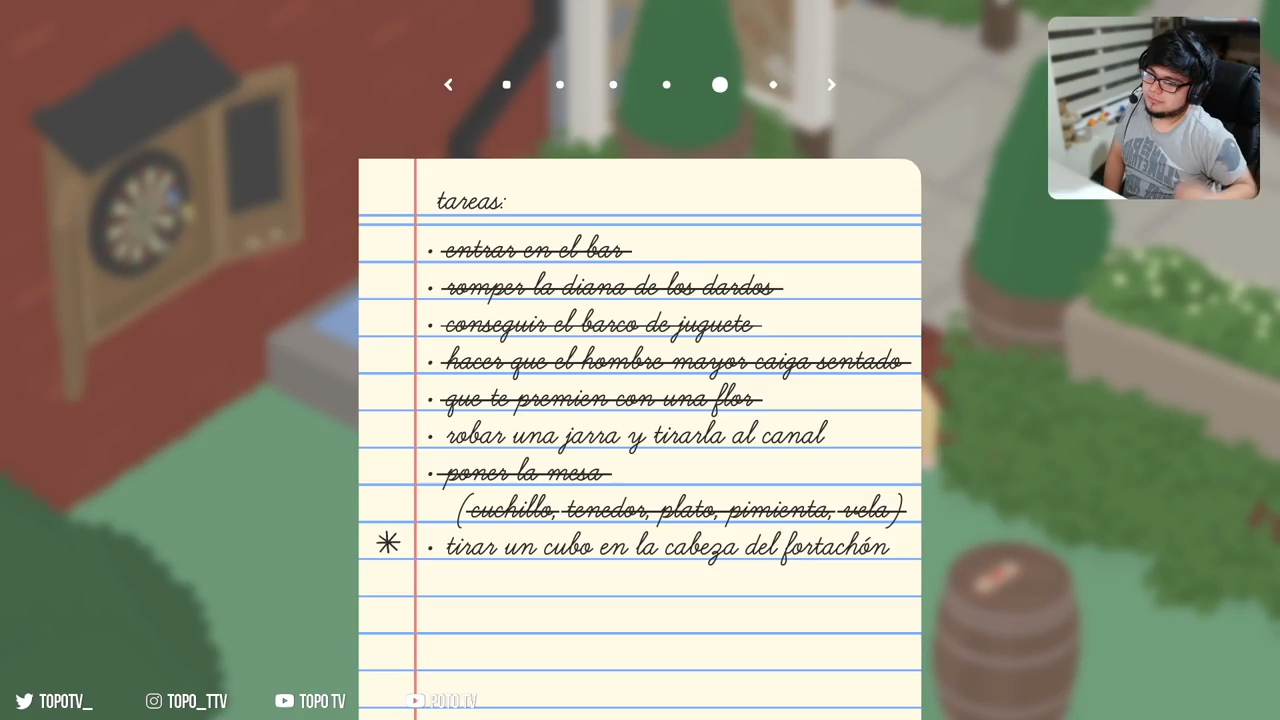 tareas:
• entrar en el bar
• romper la diana de los dardos
• conseguir el barco de juguete
• hacer que el hombre mayor caiga sentado
• que te premien con una flor
• robar una jarra y tirarla al canal
• poner la mesa
(cuchillo, tenedor, plato, pimienta, vela)
• tirar un cubo en la cabeza del fortachón
TOPOTV_ TOPO_TTV TOPO TV POTO TV